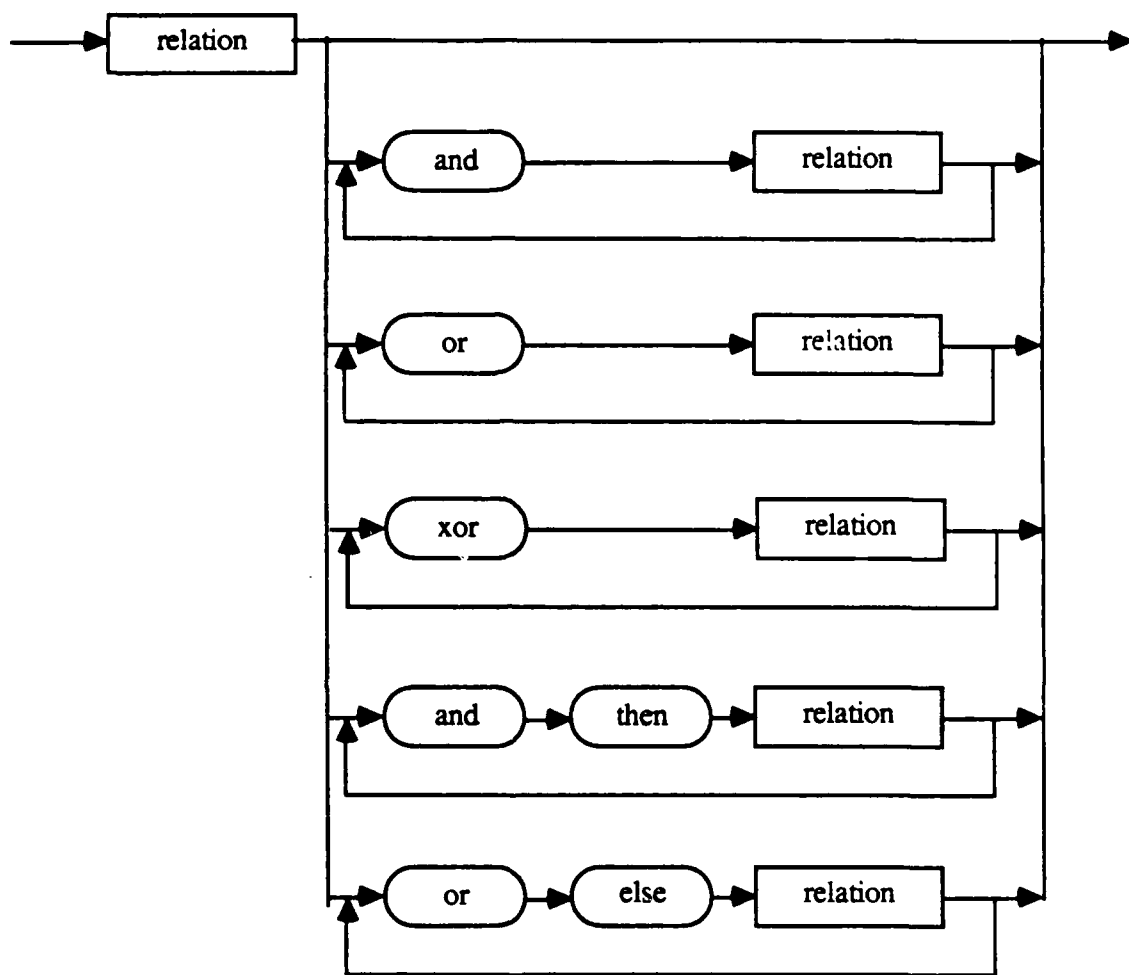 relation
and relation
or relation
xor relation
and then relation
or else relation